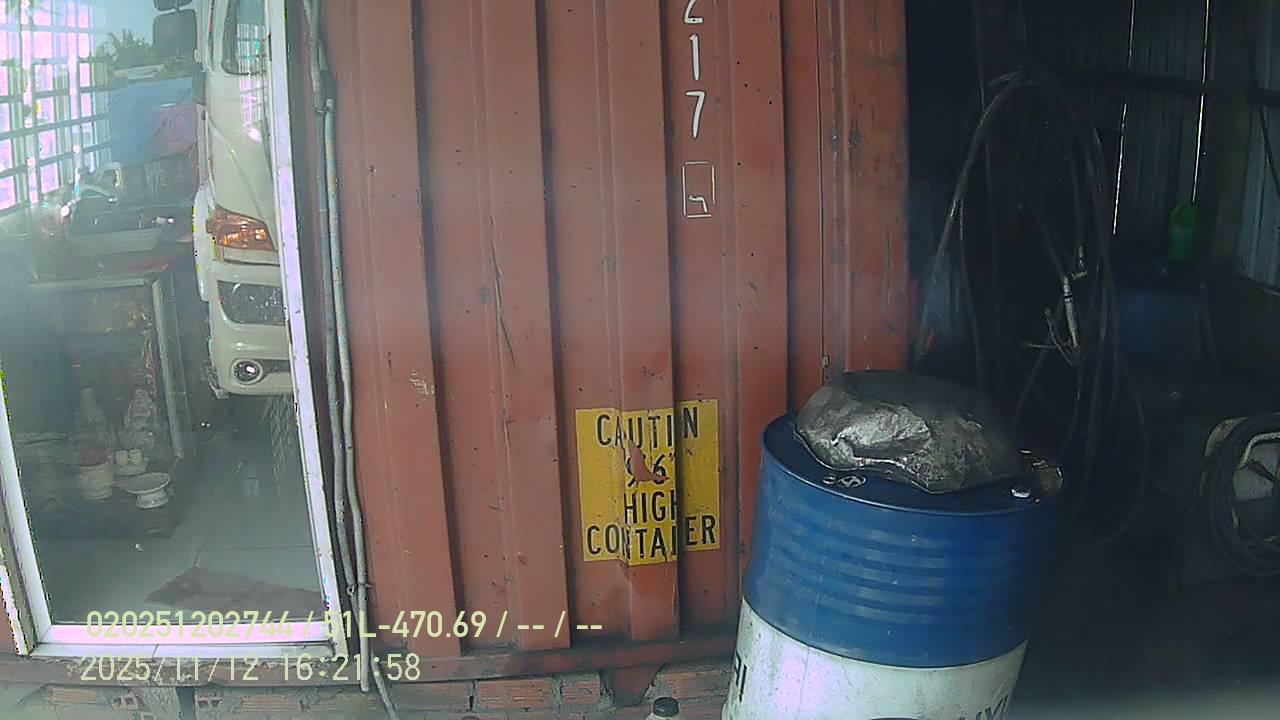 217
CAUTION
9'6"
HIGH
CONTAINER
020251202744 / 51L-470.69 / -- / --
2025/11/12 16:21:58